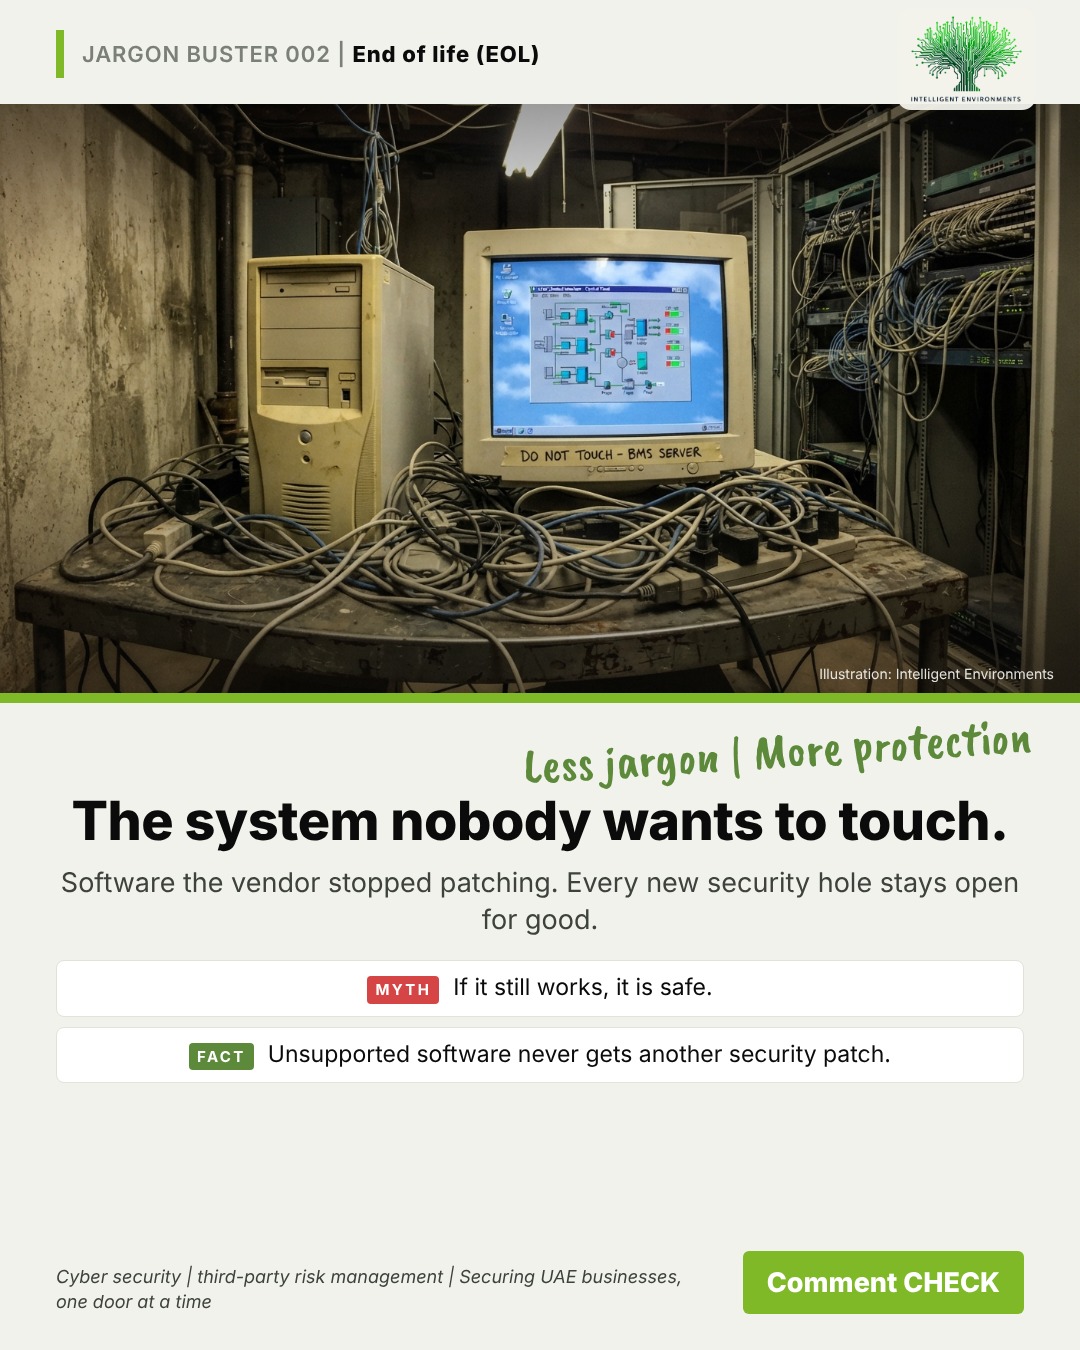 JARGON BUSTER 002 | End of life (EOL)
INTELLIGENT ENVIRONMENTS
DO NOT TOUCH - BMS SERVER
Illustration: Intelligent Environments
Less jargon | More protection
The system nobody wants to touch.
Software the vendor stopped patching. Every new security hole stays open
for good.
MYTH If it still works, it is safe.
FACT Unsupported software never gets another security patch.
Cyber security | third-party risk management | Securing UAE businesses,
one door at a time
Comment CHECK